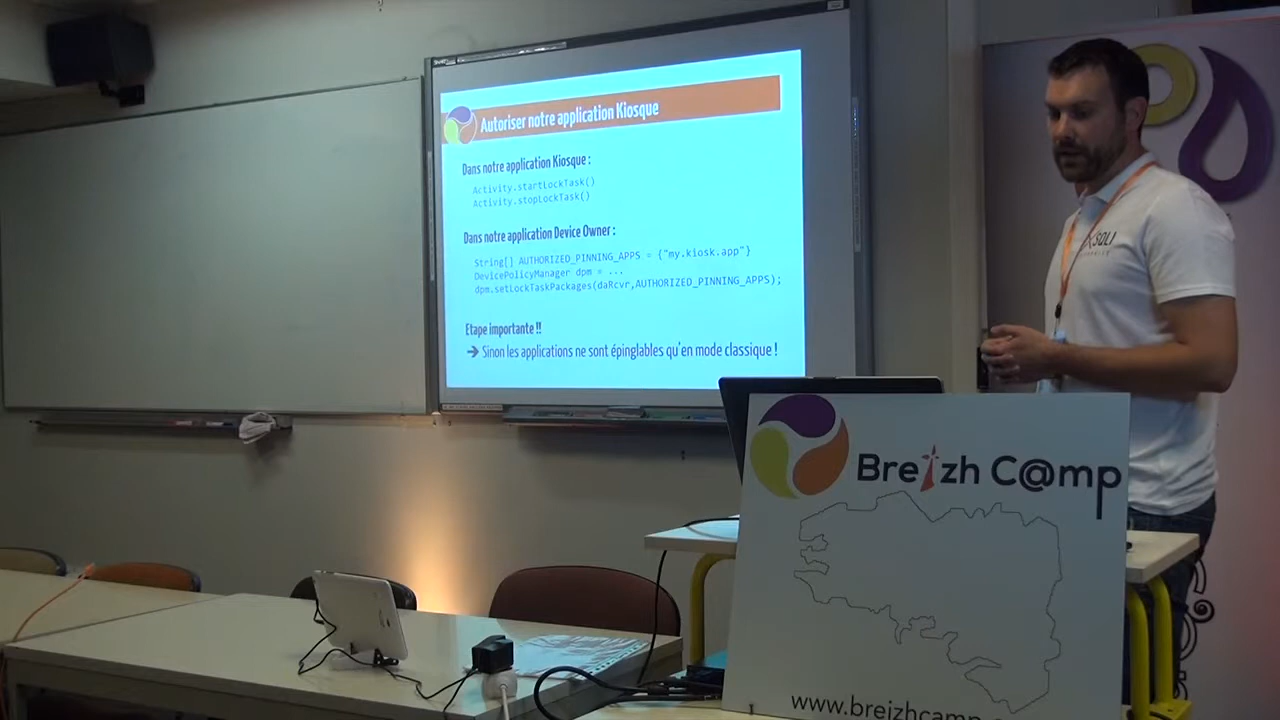 Autoriser notre application Kiosque
Dans notre application Kiosque :
Activity.startLockTask()
Activity.stopLockTask()
Dans notre application Device Owner :
String[] AUTHORIZED_PINNING_APPS = {"my.kiosk.app"}
DevicePolicyManager dpm = ...
dpm.setLockTaskPackages(daRcvr,AUTHORIZED_PINNING_APPS);
Etape importante !!
➔ Sinon les applications ne sont épinglables qu'en mode classique !
SQLI
Breizh C@mp
www.breizhcamp